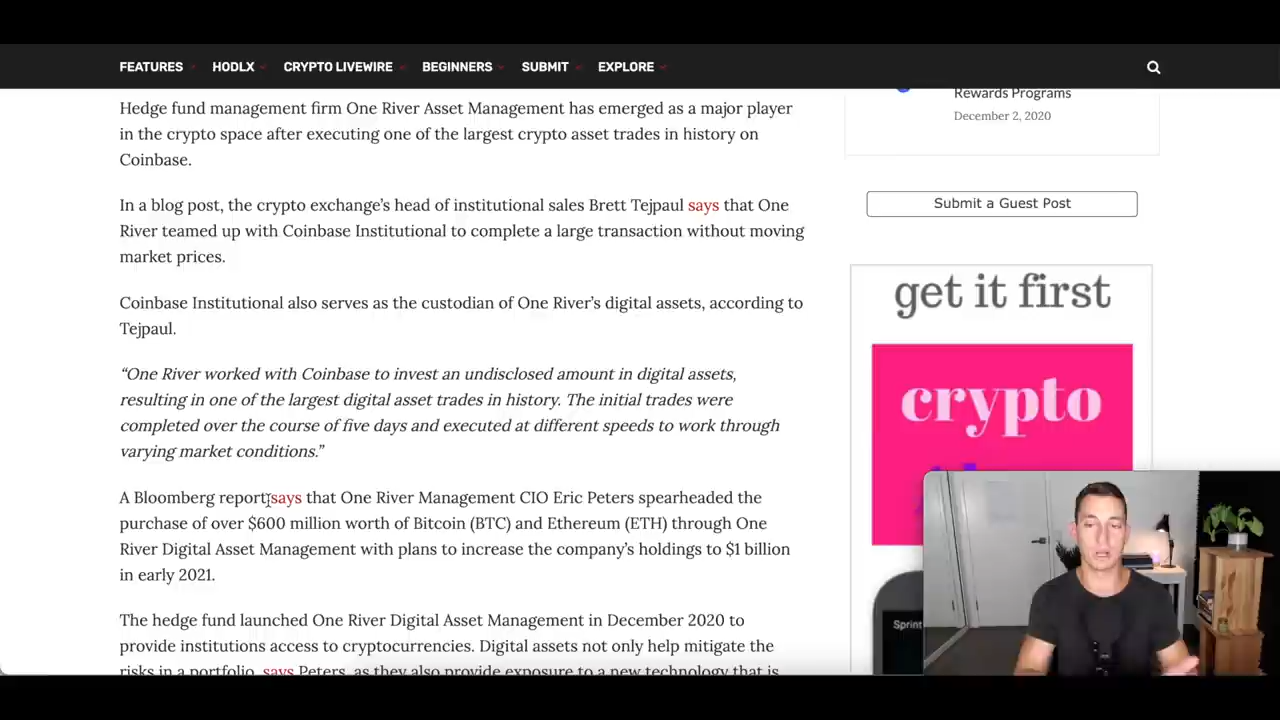 FEATURES HODLX CRYPTO LIVEWIRE BEGINNERS SUBMIT EXPLORE
Hedge fund management firm One River Asset Management has emerged as a major player
in the crypto space after executing one of the largest crypto asset trades in history on
Coinbase.
In a blog post, the crypto exchange’s head of institutional sales Brett Tejpaul says that One
River teamed up with Coinbase Institutional to complete a large transaction without moving
market prices.
Coinbase Institutional also serves as the custodian of One River’s digital assets, according to
Tejpaul.
“One River worked with Coinbase to invest an undisclosed amount in digital assets,
resulting in one of the largest digital asset trades in history. The initial trades were
completed over the course of five days and executed at different speeds to work through
varying market conditions.”
A Bloomberg report says that One River Management CIO Eric Peters spearheaded the
purchase of over $600 million worth of Bitcoin (BTC) and Ethereum (ETH) through One
River Digital Asset Management with plans to increase the company’s holdings to $1 billion
in early 2021.
The hedge fund launched One River Digital Asset Management in December 2020 to
provide institutions access to cryptocurrencies. Digital assets not only help mitigate the
risks in a portfolio, says Peters, as they also provide exposure to a new technology that is
Rewards Programs
December 2, 2020
Submit a Guest Post
get it first
crypto
Sprint